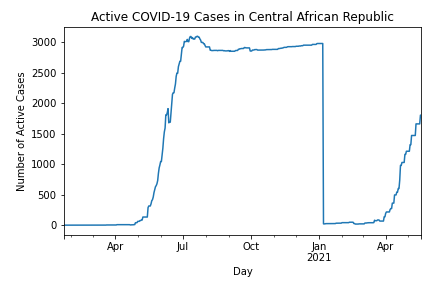 Active COVID-19 Cases in Central African Republic
Number of Active Cases
3000
2500
2000
1500
1000
500
0
Apr
Jul
Oct
Jan
2021
Apr
Day